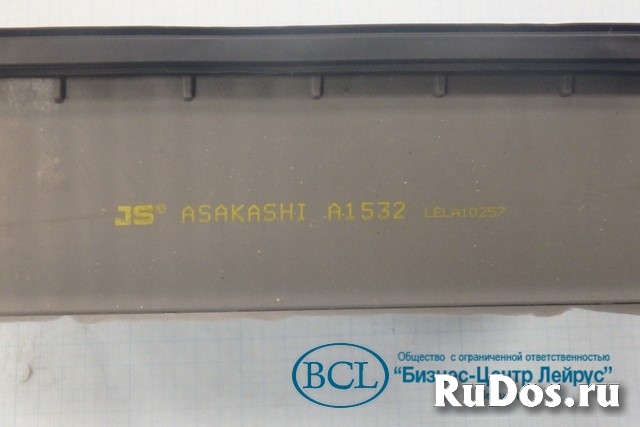 JS® ASAKASHI A1532 LELA10257
BCL
Общество с ограниченной ответственностью
“Бизнес-Центр Лейрус”
RuDos.ru